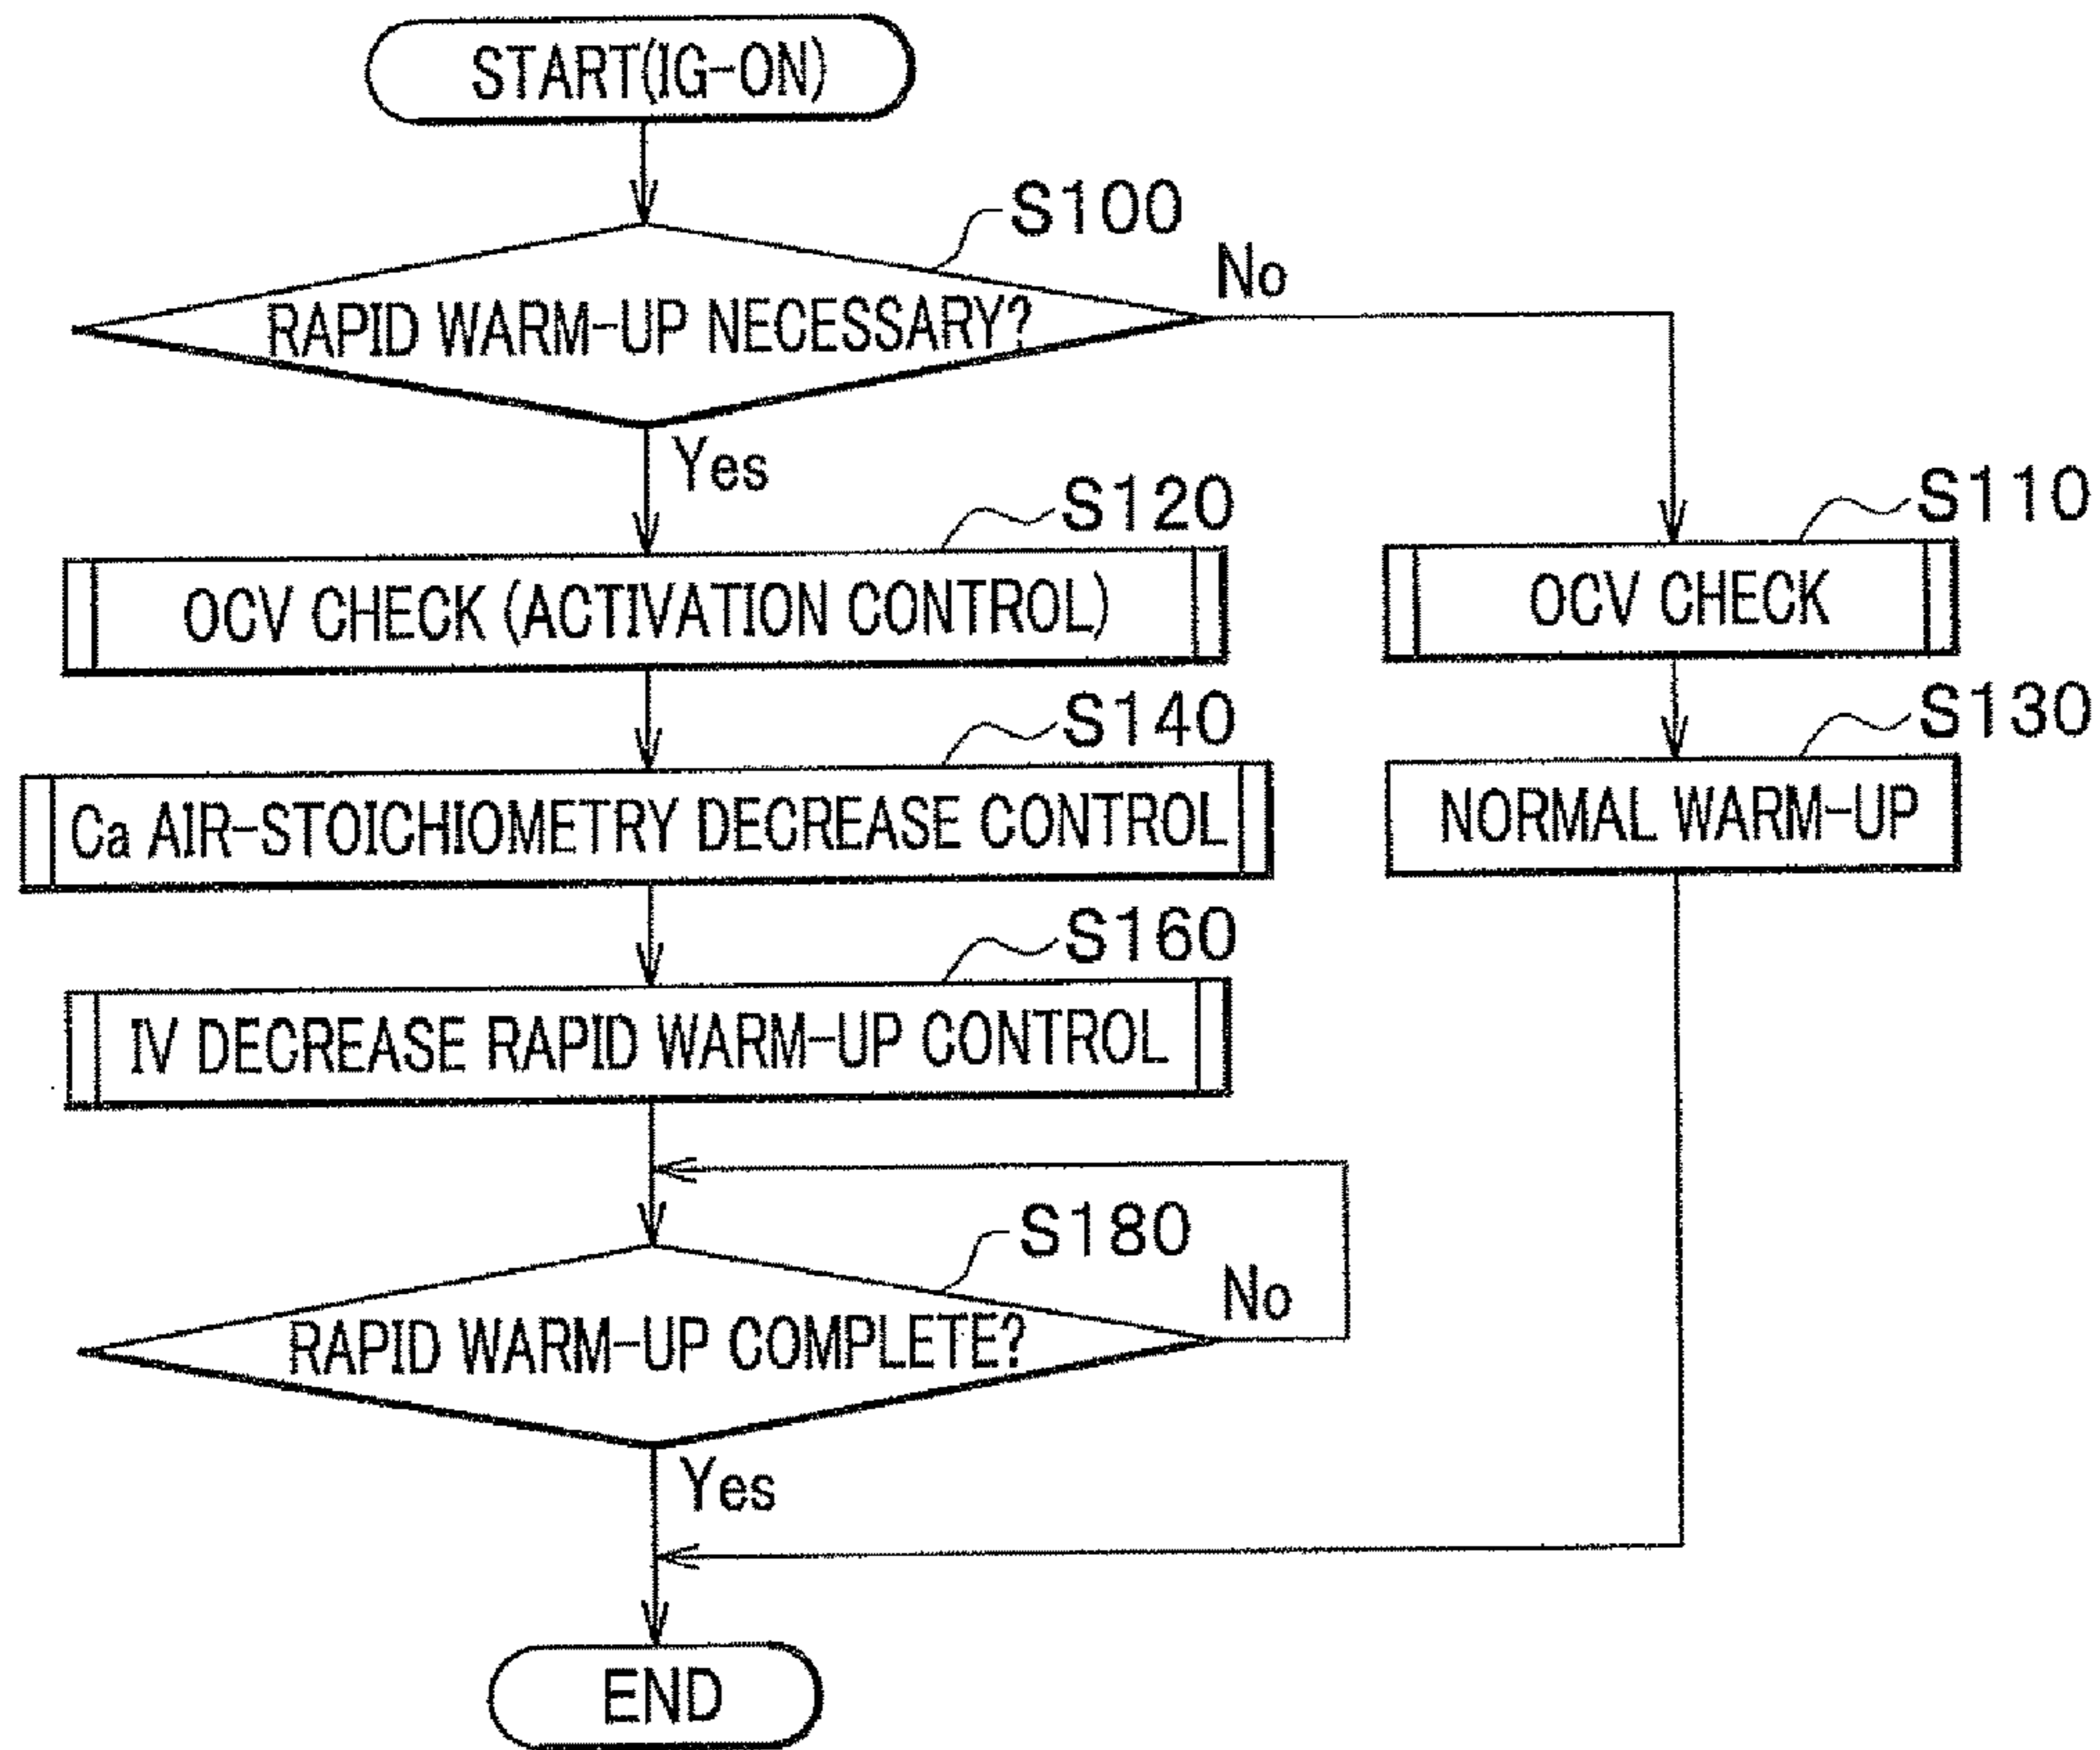 START(IG-ON)
S100
RAPID WARM-UP NECESSARY?
No
Yes
S120
OCV CHECK (ACTIVATION CONTROL)
S110
OCV CHECK
S140
Ca AIR-STOICHIOMETRY DECREASE CONTROL
S130
NORMAL WARM-UP
S160
IV DECREASE RAPID WARM-UP CONTROL
S180
RAPID WARM-UP COMPLETE?
No
Yes
END